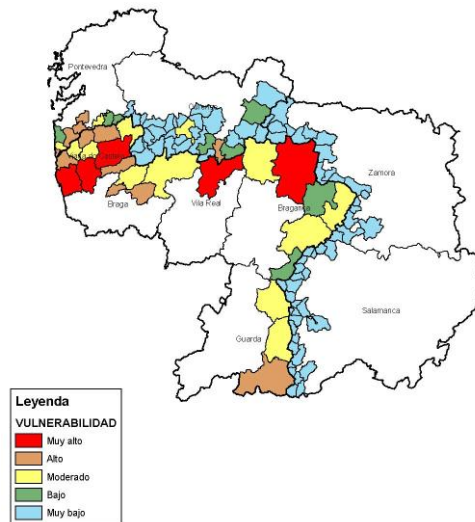 Pontevedra
Zamora
Bragança
Braga
Vila Real
Salamanca
Guarda
Leyenda
VULNERABILIDAD
Muy alto
Alto
Moderado
Bajo
Muy bajo